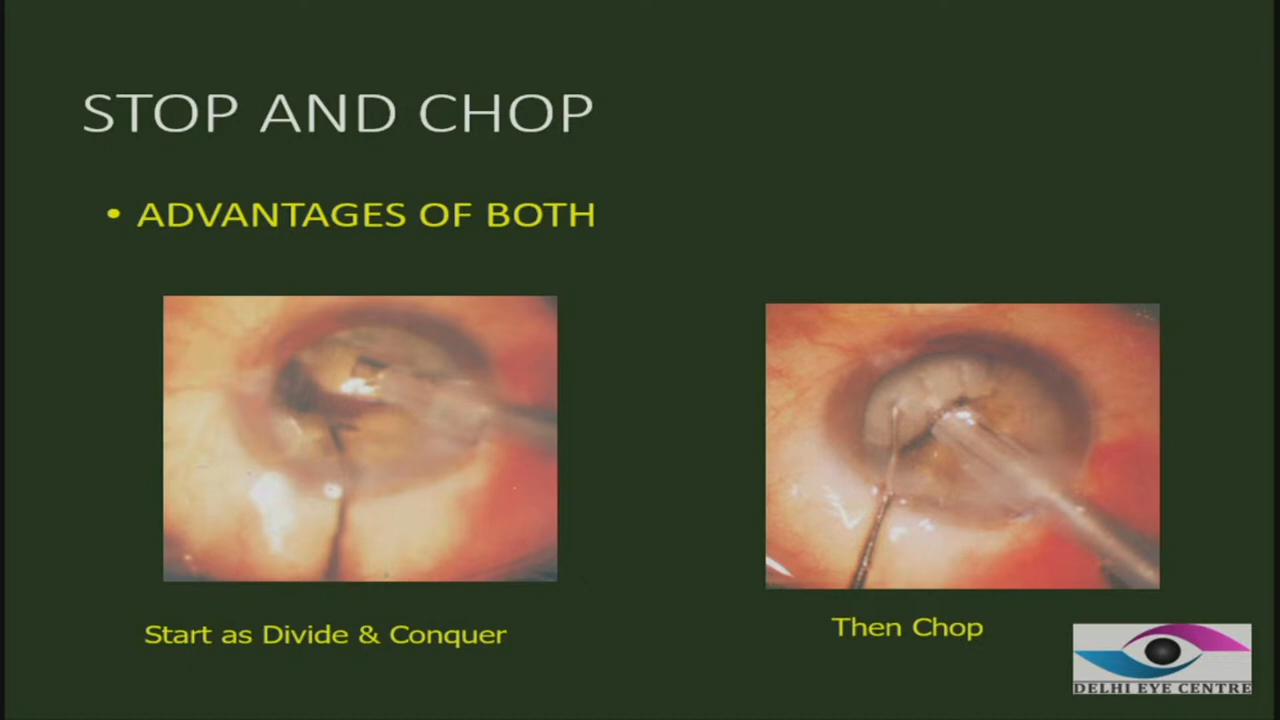 STOP AND CHOP
• ADVANTAGES OF BOTH
Start as Divide & Conquer
Then Chop
DELHI EYE CENTRE